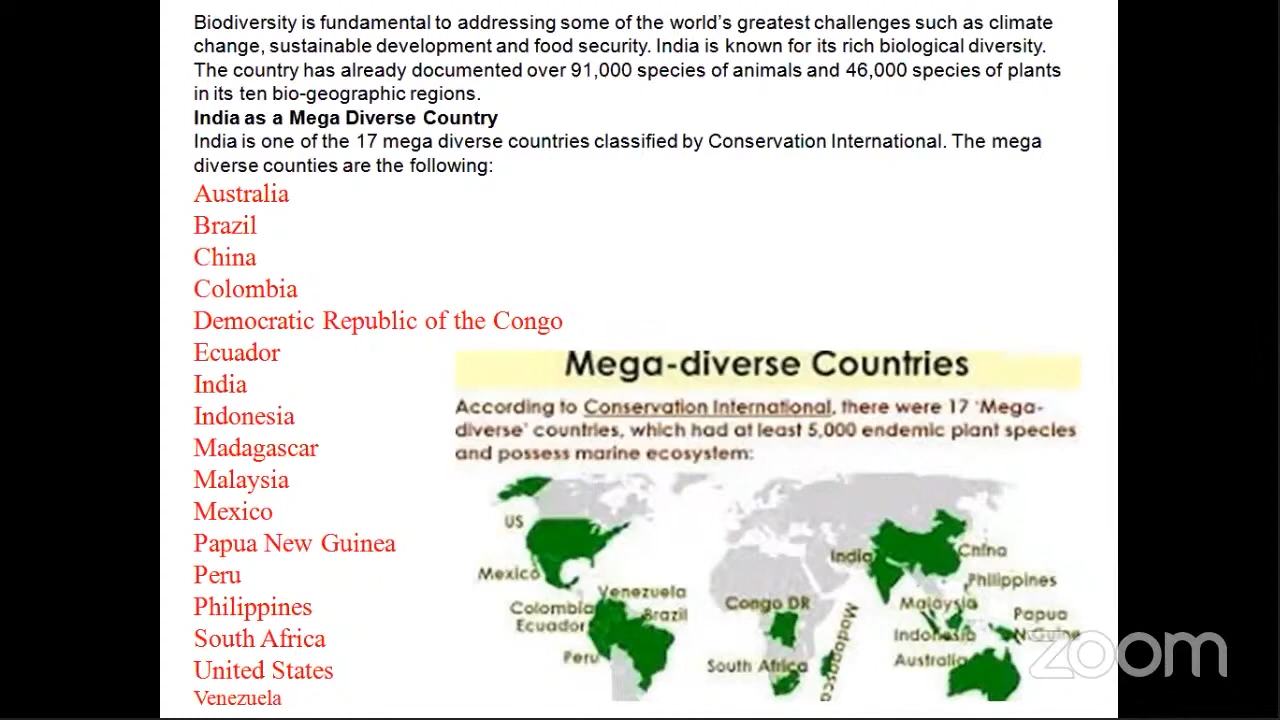 Biodiversity is fundamental to addressing some of the world's greatest challenges such as climate
change, sustainable development and food security. India is known for its rich biological diversity.
The country has already documented over 91,000 species of animals and 46,000 species of plants
in its ten bio-geographic regions.
India as a Mega Diverse Country
India is one of the 17 mega diverse countries classified by Conservation International. The mega
diverse counties are the following:
Australia
Brazil
China
Colombia
Democratic Republic of the Congo
Ecuador
India
Indonesia
Madagascar
Malaysia
Mexico
Papua New Guinea
Peru
Philippines
South Africa
United States
Venezuela
Mega-diverse Countries
According to Conservation International, there were 17 'Mega-
diverse' countries, which had at least 5,000 endemic plant species
and possess marine ecosystem:
US
Mexico
Venezuela
Colombia
Brazil
Ecuador
Peru
Congo DR
South Africa
Madagasca
India
China
Philippines
Malaysia
Papua
N.Guine
Indonesia
Australia
zoom